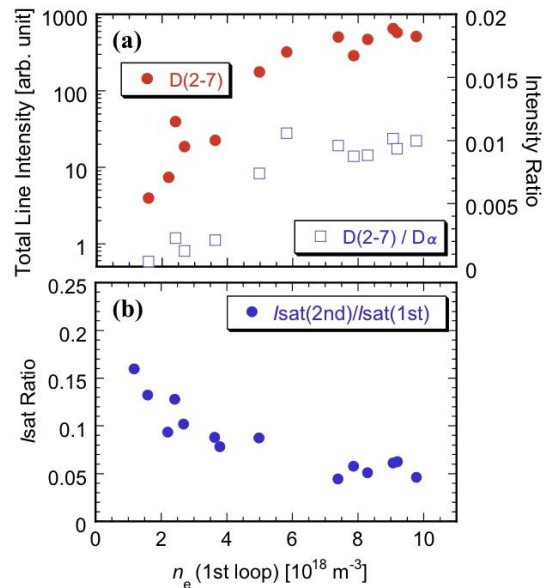 (a)
D(2-7)
D(2-7) / Dα
Total Line Intensity [arb. unit]
1000
100
10
1
Intensity Ratio
0.02
0.015
0.01
0.005
0
(b)
Isat(2nd)/Isat(1st)
Isat Ratio
0.25
0.2
0.15
0.1
0.05
0
0 2 4 6 8 10
nₑ (1st loop) [10¹⁸ m⁻³]